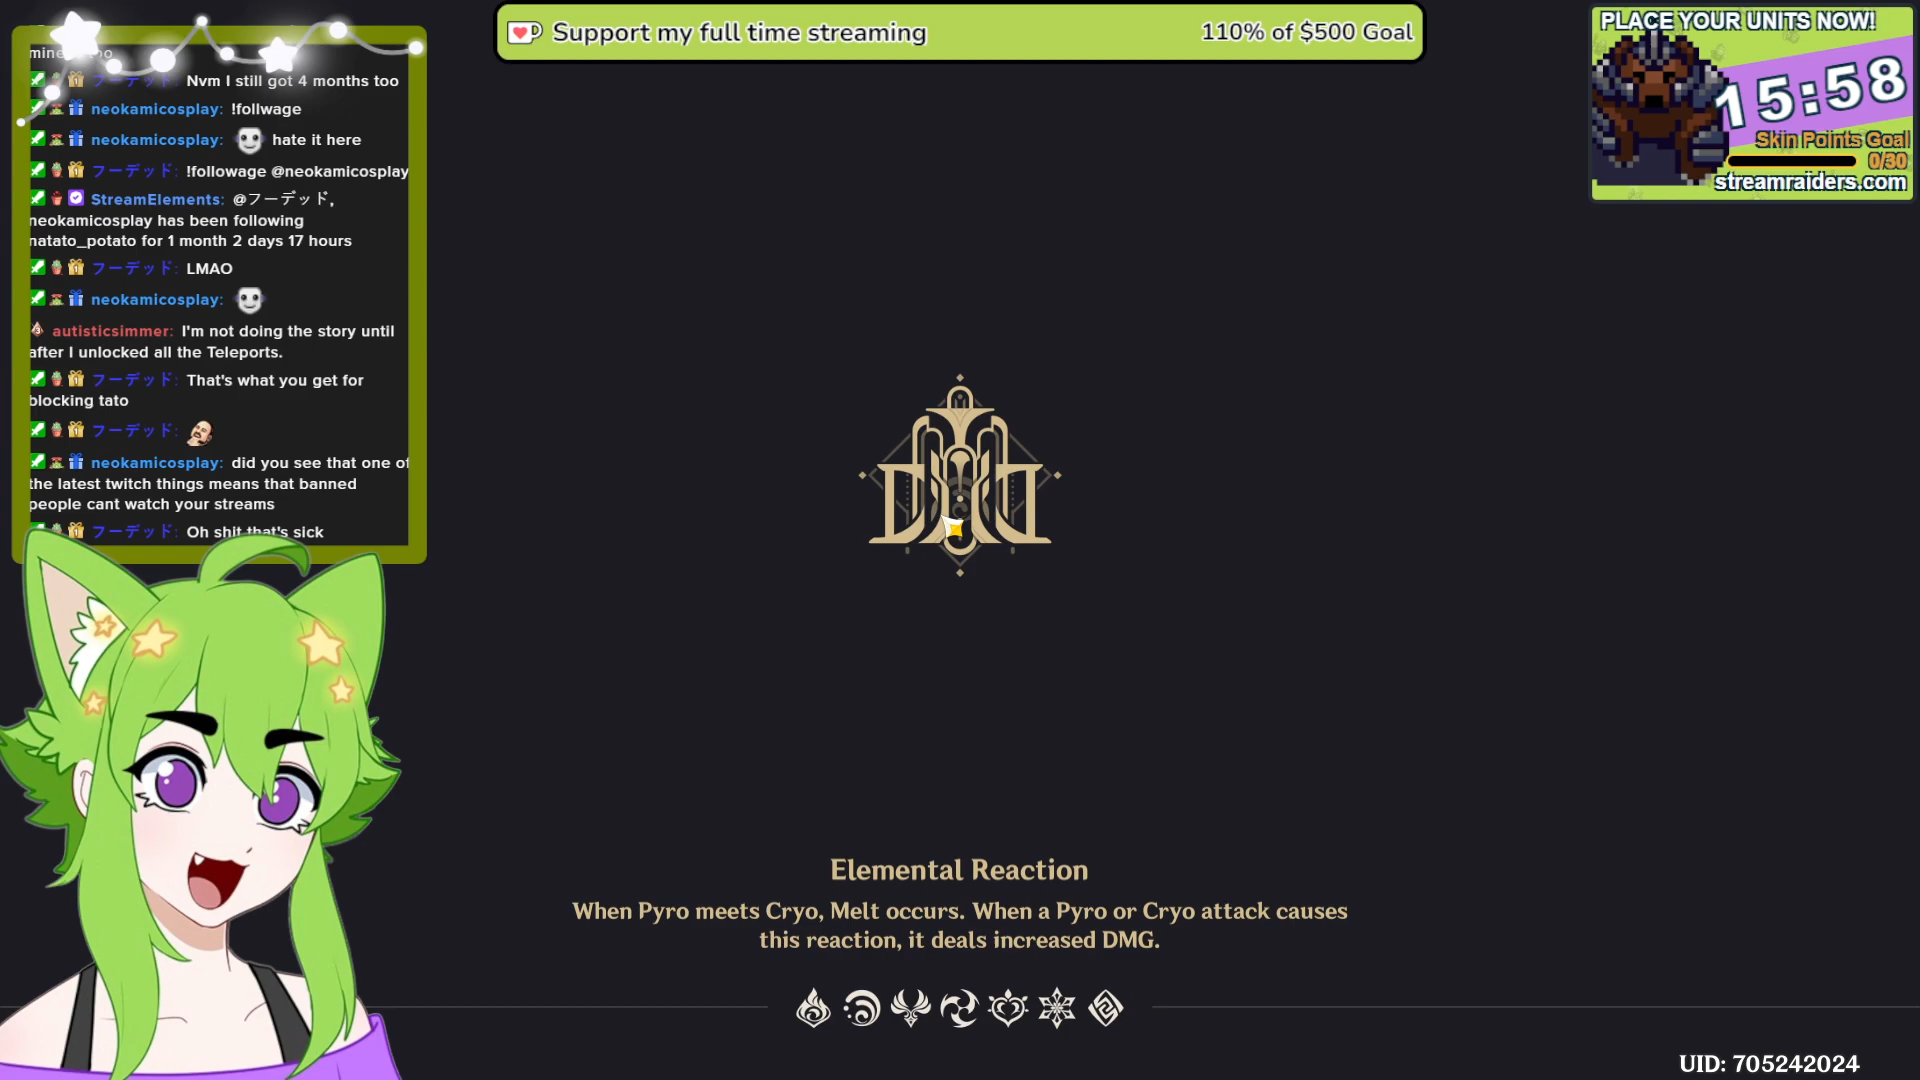 Nvm I still got 4 months too
フーデッド:
neokamicosplay: !follwage
neokamicosplay: hate it here
フーデッド: !followage @neokamicosplay
StreamElements: @フーデッド,
neokamicosplay has been following
natato_potato for 1 month 2 days 17 hours
フーデッド: LMAO
neokamicosplay:
autisticsimmer: I'm not doing the story until
after I unlocked all the Teleports.
フーデッド: That's what you get for
blocking tato
フーデッド:
neokamicosplay: did you see that one of
the latest twitch things means that banned
people cant watch your streams
フーデッド: Oh shit that's sick
Support my full time streaming 110% of $500 Goal
PLACE YOUR UNITS NOW!
15:58
Skin Points Goal
0/30
streamraiders.com
Elemental Reaction
When Pyro meets Cryo, Melt occurs. When a Pyro or Cryo attack causes
this reaction, it deals increased DMG.
UID: 705242024